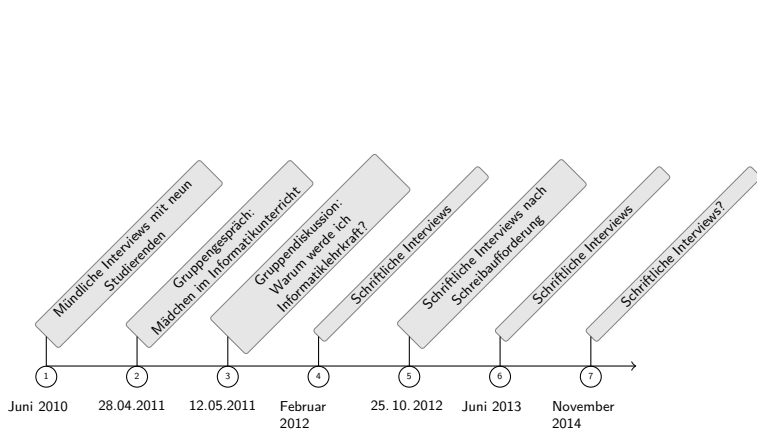 Mündliche Interviews mit neun
Studierenden
Gruppengespräch:
Mädchen im Informatikunterricht
Gruppendiskussion:
Warum werde ich
Informatiklehrkraft?
Schriftliche Interviews
Schriftliche Interviews nach
Schreibaufforderung
Schriftliche Interviews
Schriftliche Interviews?
1
2
3
4
5
6
7
Juni 2010
28.04.2011
12.05.2011
Februar
2012
25. 10. 2012
Juni 2013
November
2014